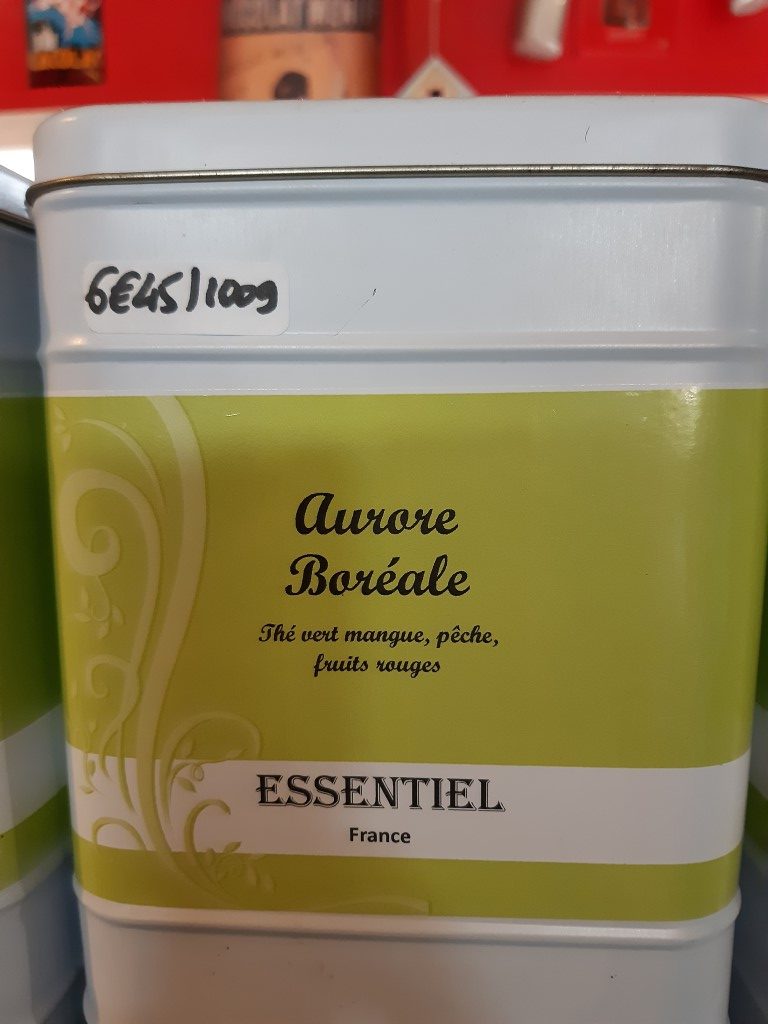 6€45/100g
Aurore
Boréale
Thé vert mangue, pêche,
fruits rouges
ESSENTIEL
France